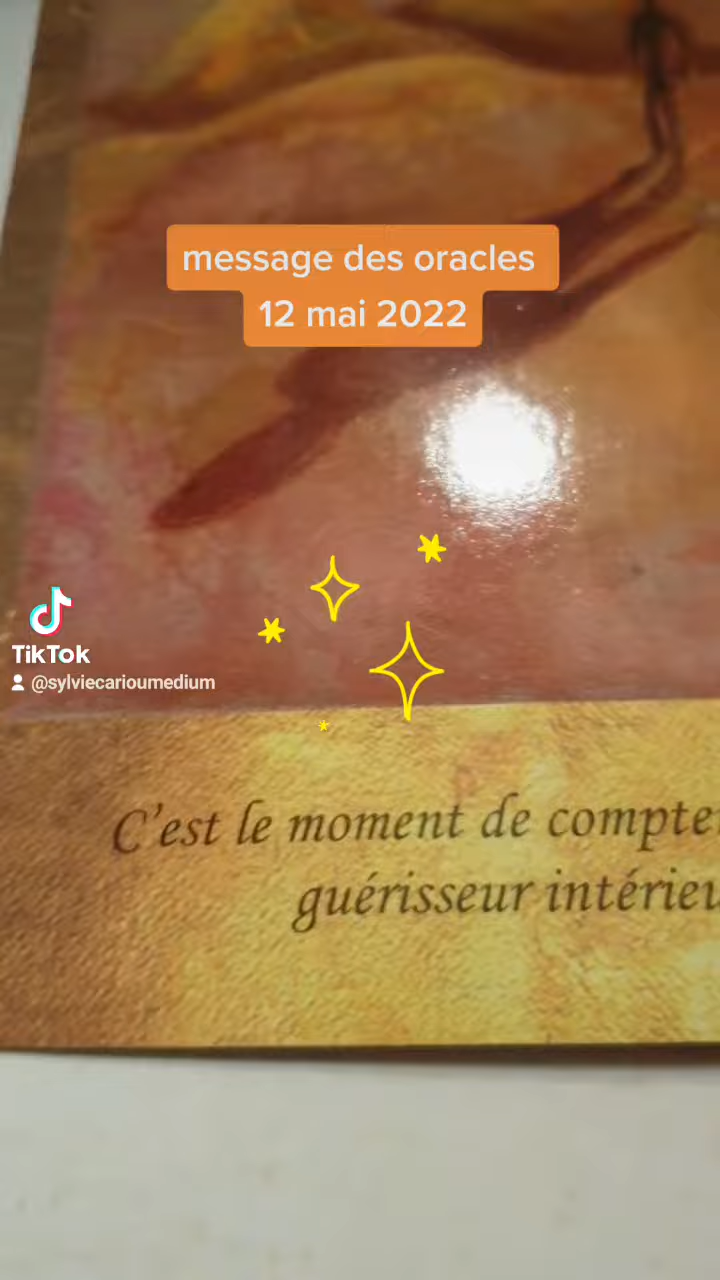 message des oracles
12 mai 2022
TikTok
@sylviecarioumedium
C'est le moment de compter
guérisseur intérieu